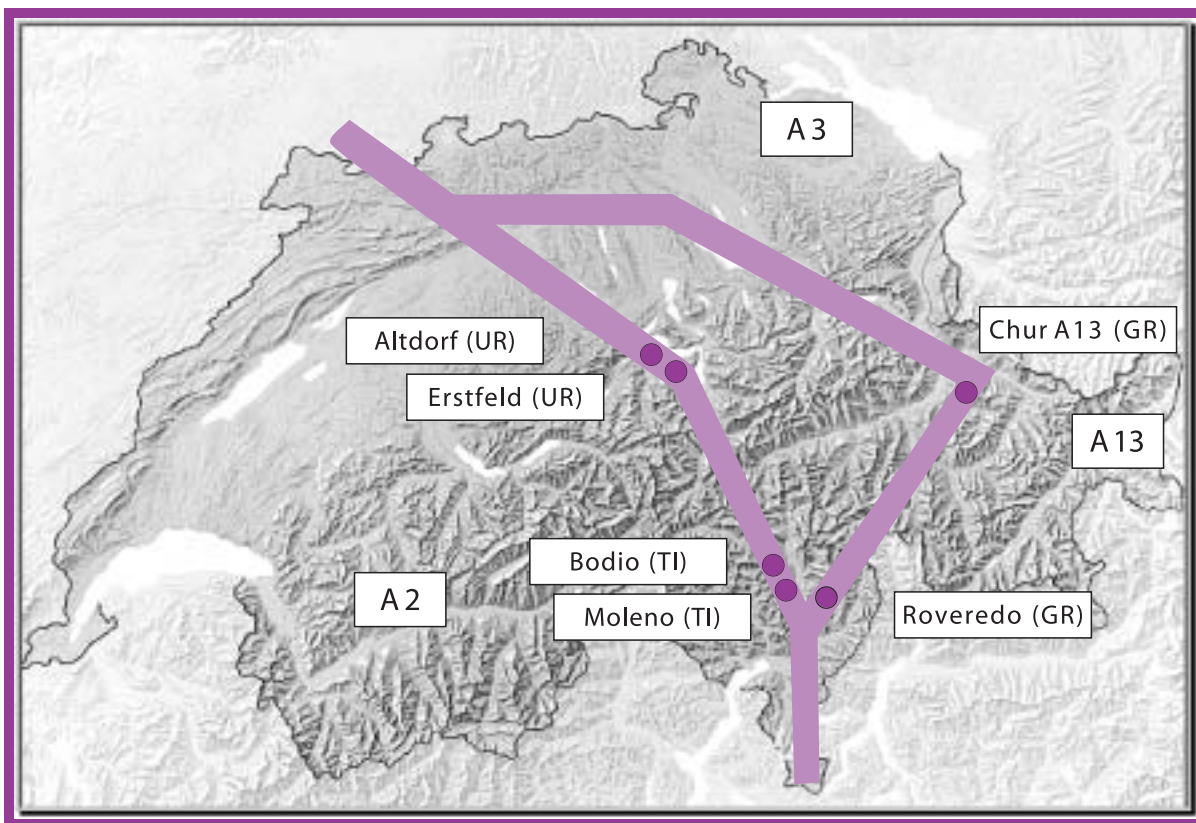 A 3
Chur A13 (GR)
Altdorf (UR)
Erstfeld (UR)
A 13
Bodio (TI)
A 2
Moleno (TI)
Roveredo (GR)